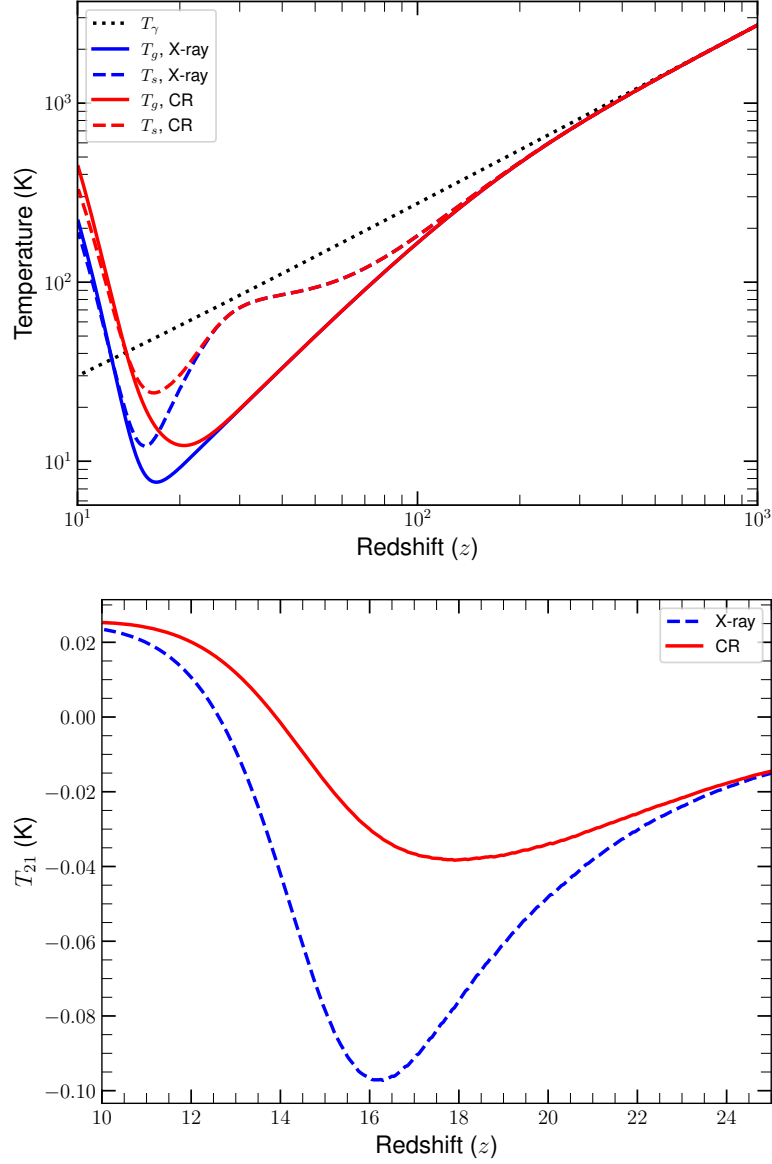 T_γ
T_g, X-ray
T_s, X-ray
T_g, CR
T_s, CR
Temperature (K)
10^3
10^2
10^1
10^1
10^2
10^3
Redshift (z)
X-ray
CR
T_21 (K)
0.02
0.00
−0.02
−0.04
−0.06
−0.08
−0.10
10
12
14
16
18
20
22
24
Redshift (z)